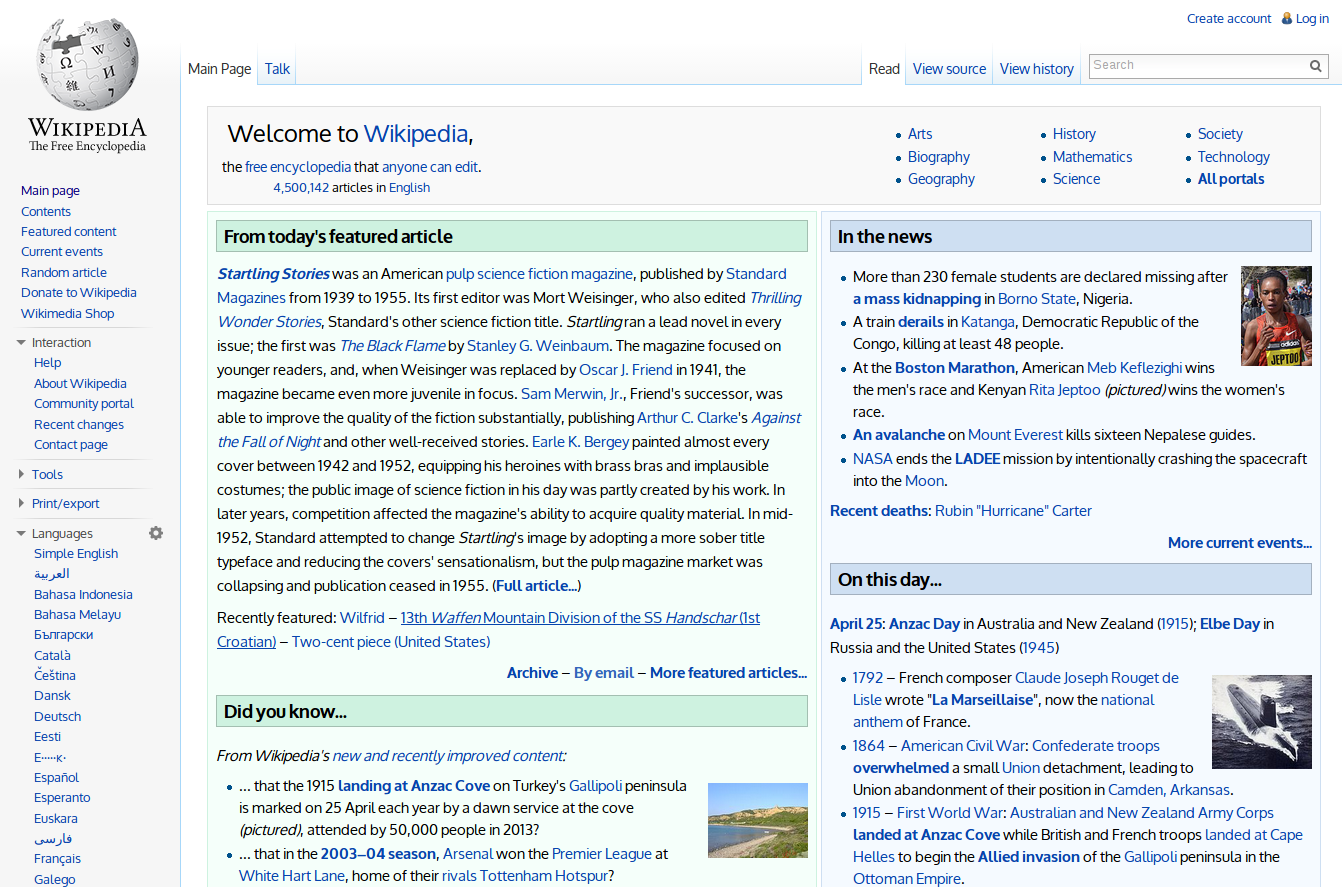 Create account Log in
Main Page Talk Read View source View history Search
WIKIPEDIA
The Free Encyclopedia
Main page
Contents
Featured content
Current events
Random article
Donate to Wikipedia
Wikimedia Shop
Interaction
Help
About Wikipedia
Community portal
Recent changes
Contact page
Tools
Print/export
Languages
Simple English
العربية
Bahasa Indonesia
Bahasa Melayu
Български
Català
Čeština
Dansk
Deutsch
Eesti
Español
Esperanto
Euskara
فارسی
Français
Galego
Welcome to Wikipedia,
the free encyclopedia that anyone can edit.
4,500,142 articles in English
Arts
Biography
Geography
History
Mathematics
Science
Society
Technology
All portals
From today's featured article
Startling Stories was an American pulp science fiction magazine, published by Standard
Magazines from 1939 to 1955. Its first editor was Mort Weisinger, who also edited Thrilling
Wonder Stories, Standard's other science fiction title. Startling ran a lead novel in every
issue; the first was The Black Flame by Stanley G. Weinbaum. The magazine focused on
younger readers, and, when Weisinger was replaced by Oscar J. Friend in 1941, the
magazine became even more juvenile in focus. Sam Merwin, Jr., Friend's successor, was
able to improve the quality of the fiction substantially, publishing Arthur C. Clarke's Against
the Fall of Night and other well-received stories. Earle K. Bergey painted almost every
cover between 1942 and 1952, equipping his heroines with brass bras and implausible
costumes; the public image of science fiction in his day was partly created by his work. In
later years, competition affected the magazine's ability to acquire quality material. In mid-
1952, Standard attempted to change Startling's image by adopting a more sober title
typeface and reducing the covers' sensationalism, but the pulp magazine market was
collapsing and publication ceased in 1955. (Full article...)
Recently featured: Wilfrid – 13th Waffen Mountain Division of the SS Handschar (1st
Croatian) – Two-cent piece (United States)
Archive – By email – More featured articles...
Did you know...
From Wikipedia's new and recently improved content:
... that the 1915 landing at Anzac Cove on Turkey's Gallipoli peninsula
is marked on 25 April each year by a dawn service at the cove
(pictured), attended by 50,000 people in 2013?
... that in the 2003–04 season, Arsenal won the Premier League at
White Hart Lane, home of their rivals Tottenham Hotspur?
In the news
More than 230 female students are declared missing after
a mass kidnapping in Borno State, Nigeria.
A train derails in Katanga, Democratic Republic of the
Congo, killing at least 48 people.
At the Boston Marathon, American Meb Keflezighi wins
the men's race and Kenyan Rita Jeptoo (pictured) wins the women's
race.
An avalanche on Mount Everest kills sixteen Nepalese guides.
NASA ends the LADEE mission by intentionally crashing the spacecraft
into the Moon.
JEPTOO
Recent deaths: Rubin "Hurricane" Carter
More current events...
On this day...
April 25: Anzac Day in Australia and New Zealand (1915); Elbe Day in
Russia and the United States (1945)
1792 – French composer Claude Joseph Rouget de
Lisle wrote "La Marseillaise", now the national
anthem of France.
1864 – American Civil War: Confederate troops
overwhelmed a small Union detachment, leading to
Union abandonment of their position in Camden, Arkansas.
1915 – First World War: Australian and New Zealand Army Corps
landed at Anzac Cove while British and French troops landed at Cape
Helles to begin the Allied invasion of the Gallipoli peninsula in the
Ottoman Empire.